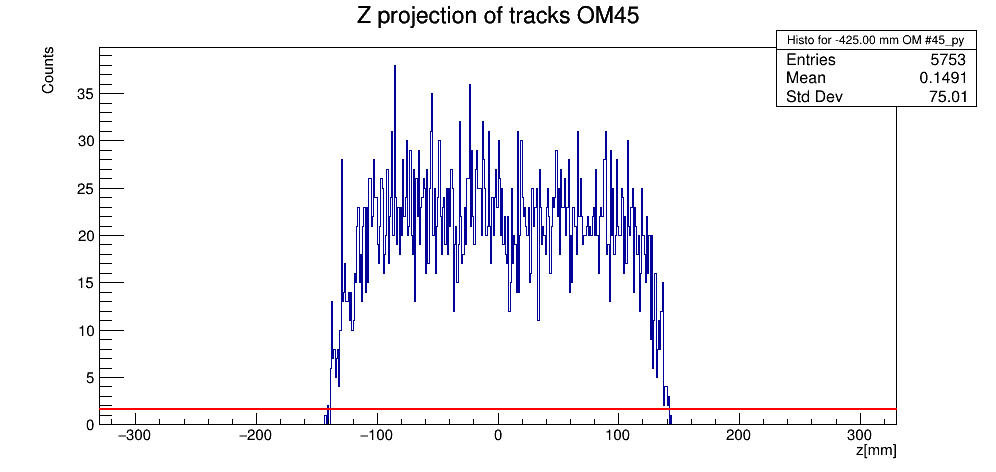 Z projection of tracks OM45
Histo for -425.00 mm OM #45_py
Entries 5753
Mean 0.1491
Std Dev 75.01
Counts
35
30
25
20
15
10
5
0
−300 −200 −100 0 100 200 300
z[mm]